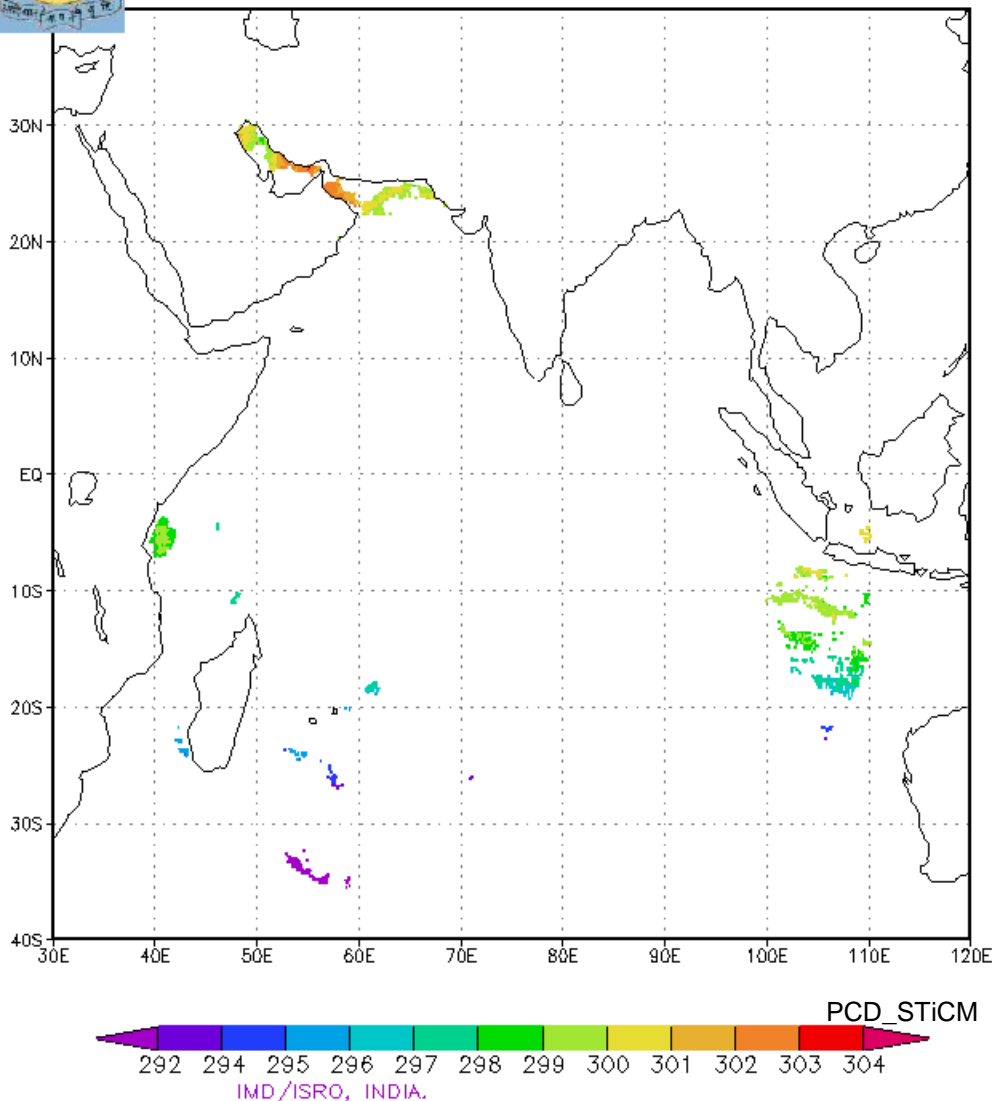 30N
20N
10N
EQ
10S
20S
30S
40S
30E 40E 50E 60E 70E 80E 90E 100E 110E 120E
PCD_STiCM
292 294 295 296 297 298 299 300 301 302 303 304
IMD/ISRO, INDIA.